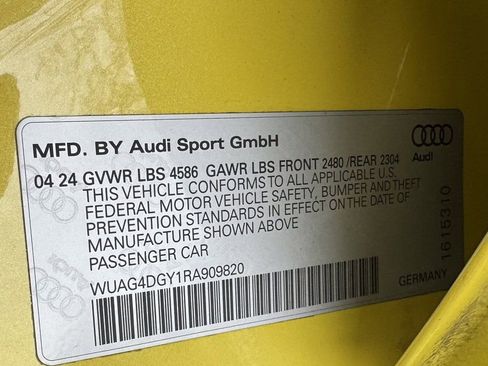 MFD. BY Audi Sport GmbH
Audi
04 24 GVWR LBS 4586 GAWR LBS FRONT 2480 /REAR 2304
THIS VEHICLE CONFORMS TO ALL APPLICABLE U.S.
FEDERAL MOTOR VEHICLE SAFETY, BUMPER AND THEFT
PREVENTION STANDARDS IN EFFECT ON THE DATE OF
MANUFACTURE SHOWN ABOVE
PASSENGER CAR
WUAG4DGY1RA909820
GERMANY
1615310